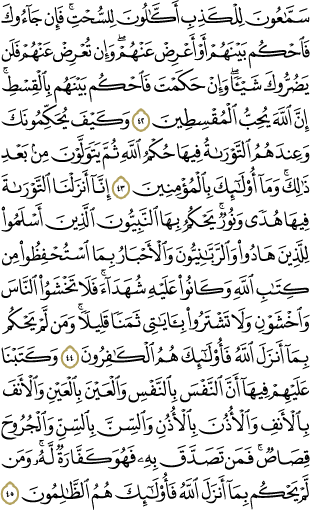 سَمَّٰعُونَ لِلْكَذِبِ أَكَّٰلُونَ لِلسُّحْتِ ۚ فَإِن جَآءُوكَ
فَٱحْكُم بَيْنَهُمْ أَوْ أَعْرِضْ عَنْهُمْ ۖ وَإِن تُعْرِضْ عَنْهُمْ فَلَن
يَضُرُّوكَ شَيْـًٔا ۖ وَإِنْ حَكَمْتَ فَٱحْكُم بَيْنَهُم بِٱلْقِسْطِ ۚ
إِنَّ ٱللَّهَ يُحِبُّ ٱلْمُقْسِطِينَ ٤٢ وَكَيْفَ يُحَكِّمُونَكَ
وَعِندَهُمُ ٱلتَّوْرَىٰةُ فِيهَا حُكْمُ ٱللَّهِ ثُمَّ يَتَوَلَّوْنَ مِنۢ بَعْدِ
ذَٰلِكَ ۚ وَمَآ أُو۟لَٰٓئِكَ بِٱلْمُؤْمِنِينَ ٤٣ إِنَّآ أَنزَلْنَا ٱلتَّوْرَىٰةَ
فِيهَا هُدًى وَنُورٌ ۚ يَحْكُمُ بِهَا ٱلنَّبِيُّونَ ٱلَّذِينَ أَسْلَمُوا۟
لِلَّذِينَ هَادُوا۟ وَٱلرَّبَّٰنِيُّونَ وَٱلْأَحْبَارُ بِمَا ٱسْتُحْفِظُوا۟ مِن
كِتَٰبِ ٱللَّهِ وَكَانُوا۟ عَلَيْهِ شُهَدَآءَ ۚ فَلَا تَخْشَوُا۟ ٱلنَّاسَ
وَٱخْشَوْنِ وَلَا تَشْتَرُوا۟ بِـَٔايَٰتِى ثَمَنًا قَلِيلًا ۚ وَمَن لَّمْ يَحْكُم
بِمَآ أَنزَلَ ٱللَّهُ فَأُو۟لَٰٓئِكَ هُمُ ٱلْكَٰفِرُونَ ٤٤ وَكَتَبْنَا
عَلَيْهِمْ فِيهَآ أَنَّ ٱلنَّفْسَ بِٱلنَّفْسِ وَٱلْعَيْنَ بِٱلْعَيْنِ وَٱلْأَنفَ
بِٱلْأَنفِ وَٱلْأُذُنَ بِٱلْأُذُنِ وَٱلسِّنَّ بِٱلسِّنِّ وَٱلْجُرُوحَ
قِصَاصٌ ۚ فَمَن تَصَدَّقَ بِهِۦ فَهُوَ كَفَّارَةٌ لَّهُۥ ۚ وَمَن
لَّمْ يَحْكُم بِمَآ أَنزَلَ ٱللَّهُ فَأُو۟لَٰٓئِكَ هُمُ ٱلظَّٰلِمُونَ ٤٥